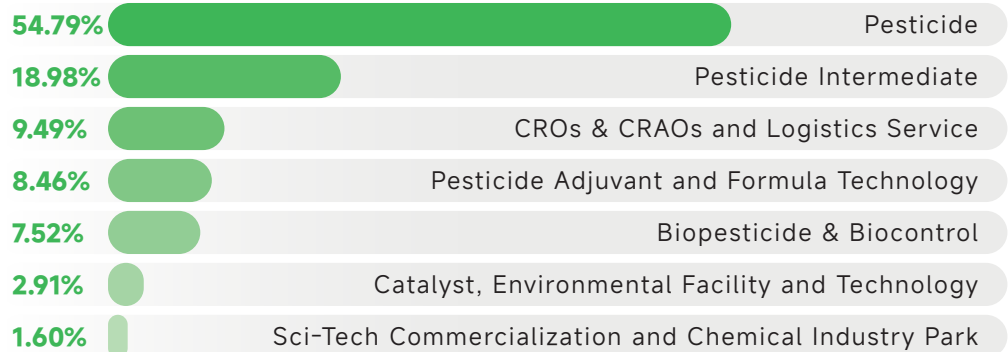 54.79% Pesticide
18.98% Pesticide Intermediate
9.49% CROs & CRAOs and Logistics Service
8.46% Pesticide Adjuvant and Formula Technology
7.52% Biopesticide & Biocontrol
2.91% Catalyst, Environmental Facility and Technology
1.60% Sci-Tech Commercialization and Chemical Industry Park